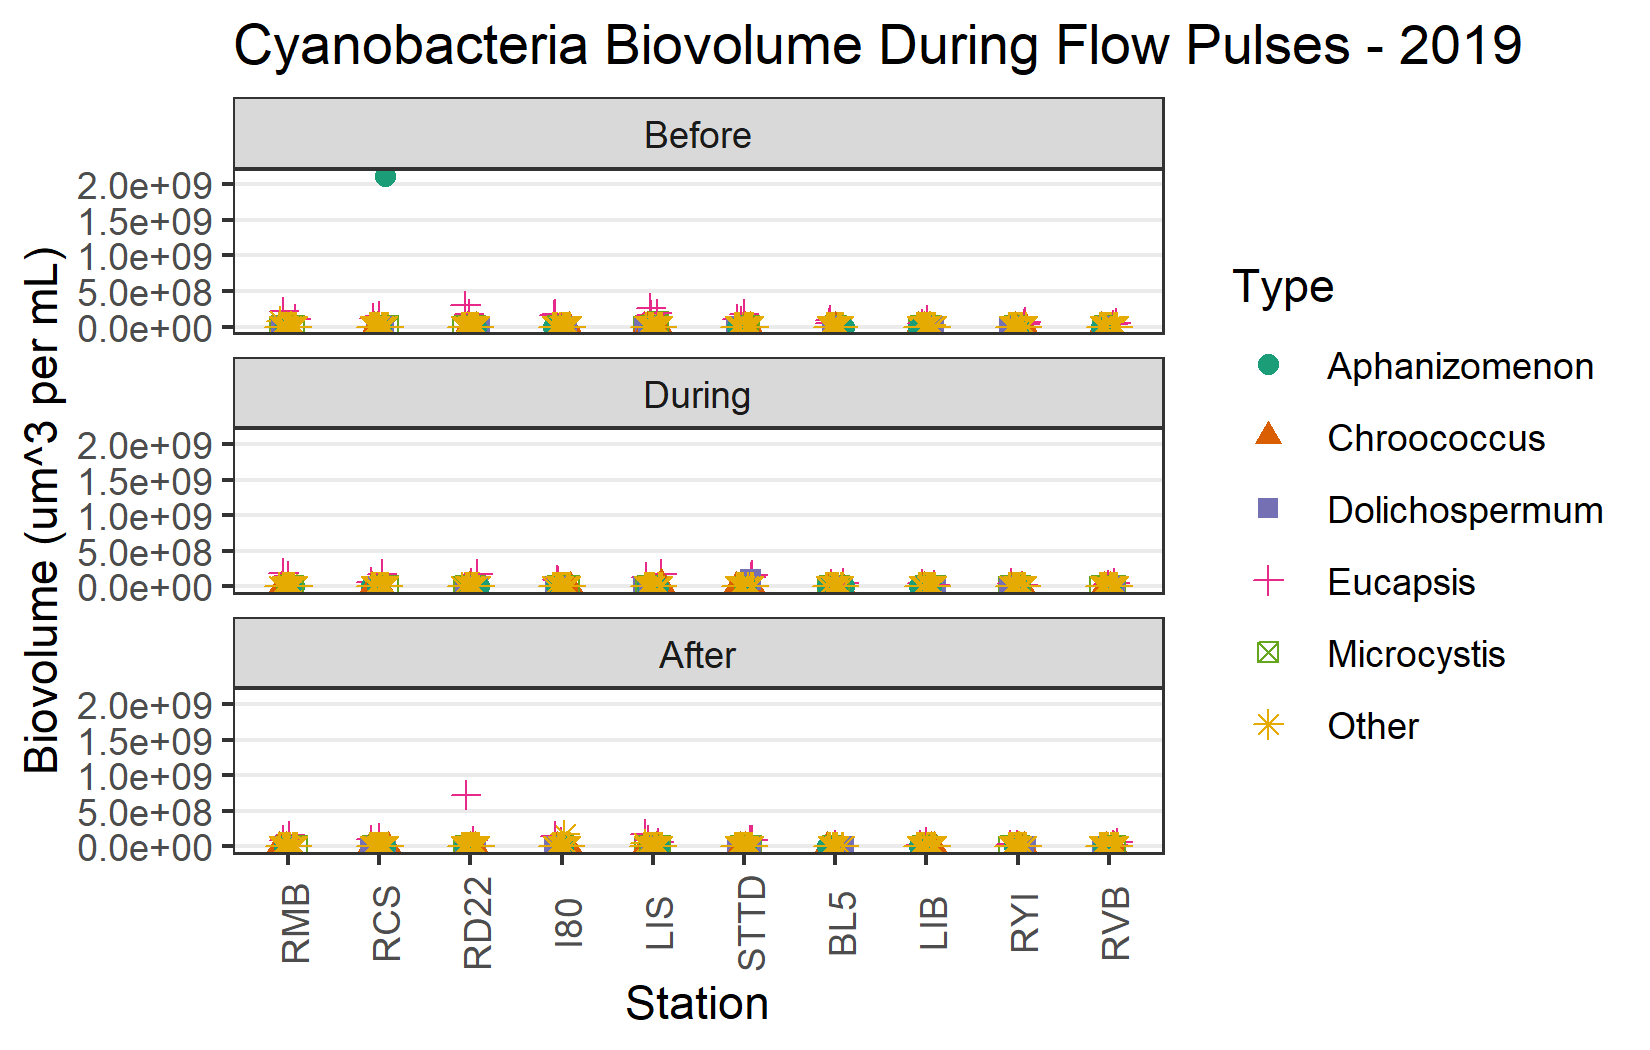 Cyanobacteria Biovolume During Flow Pulses - 2019
Biovolume (um^3 per mL)
Before
2.0e+09
1.5e+09
1.0e+09
5.0e+08
0.0e+00
During
2.0e+09
1.5e+09
1.0e+09
5.0e+08
0.0e+00
After
2.0e+09
1.5e+09
1.0e+09
5.0e+08
0.0e+00
RMB
RCS
RD22
I80
LIS
STTD
BL5
LIB
RYI
RVB
Station
Type
Aphanizomenon
Chroococcus
Dolichospermum
Eucapsis
Microcystis
Other